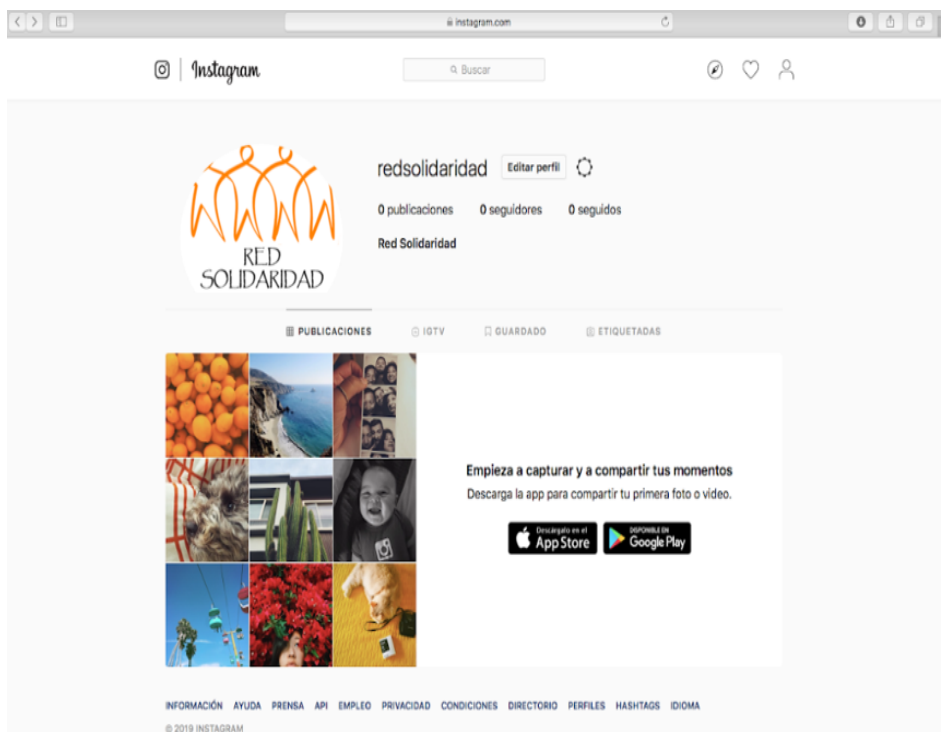 instagram.com
Instagram
Buscar
redsolidaridad Editar perfil
0 publicaciones 0 seguidores 0 seguidos
Red Solidaridad
RED
SOLIDARIDAD
PUBLICACIONES IGTV GUARDADO ETIQUETADAS
Empieza a capturar y a compartir tus momentos
Descarga la app para compartir tu primera foto o video.
Descárgalo en el
App Store
DISPONIBLE EN
Google Play
INFORMACIÓN AYUDA PRENSA API EMPLEO PRIVACIDAD CONDICIONES DIRECTORIO PERFILES HASHTAGS IDIOMA
© 2019 INSTAGRAM